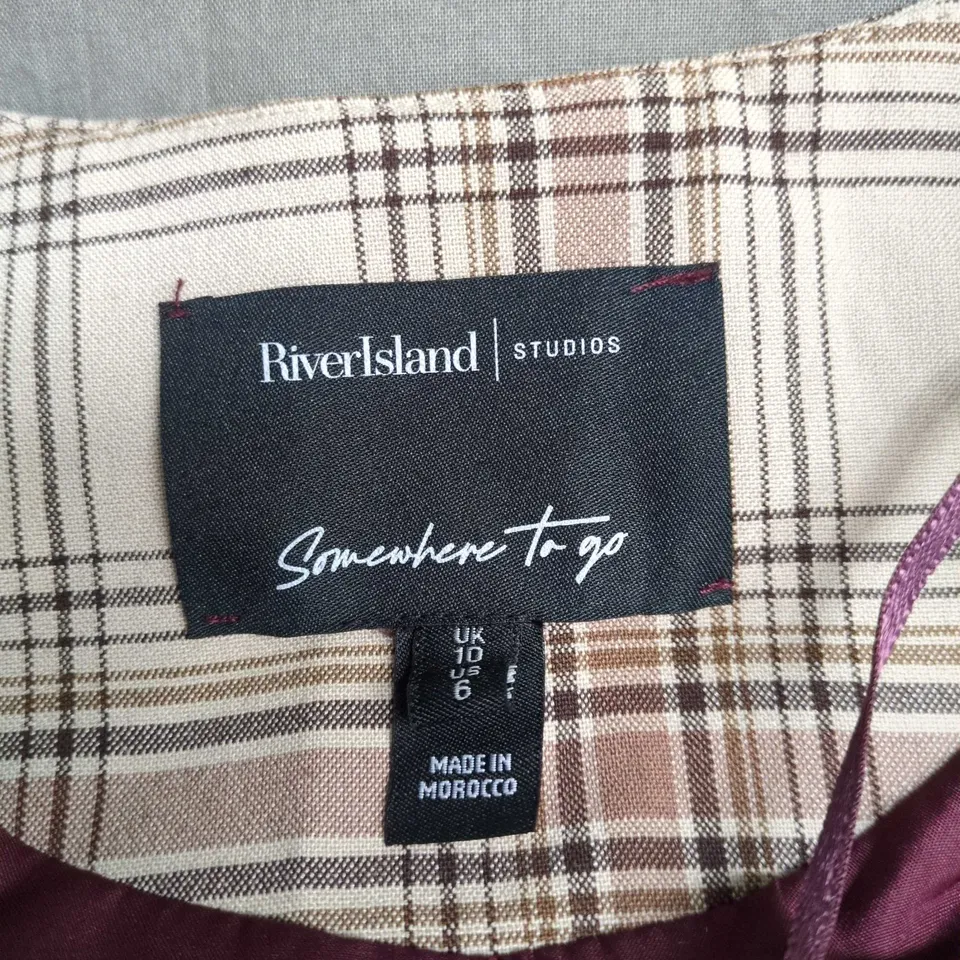 RiverIsland | STUDIOS
Somewhere to go
UK
10
US
6
MADE IN
MOROCCO